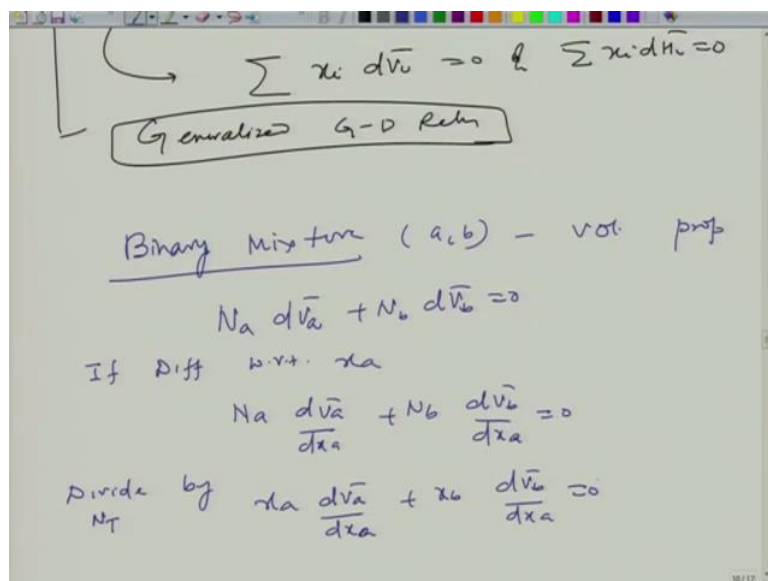 ∑ xi dV̄i = 0 & ∑ xi dH̄i = 0
Generalized G-D Reln
Binary Mixture (a, b) - vol. prop
Na dV̄a + Nb dV̄b = 0
If Diff w.r.t. xa
Na dV̄a/dxa + Nb dV̄b/dxa = 0
Divide by NT xa dV̄a/dxa + xb dV̄b/dxa = 0